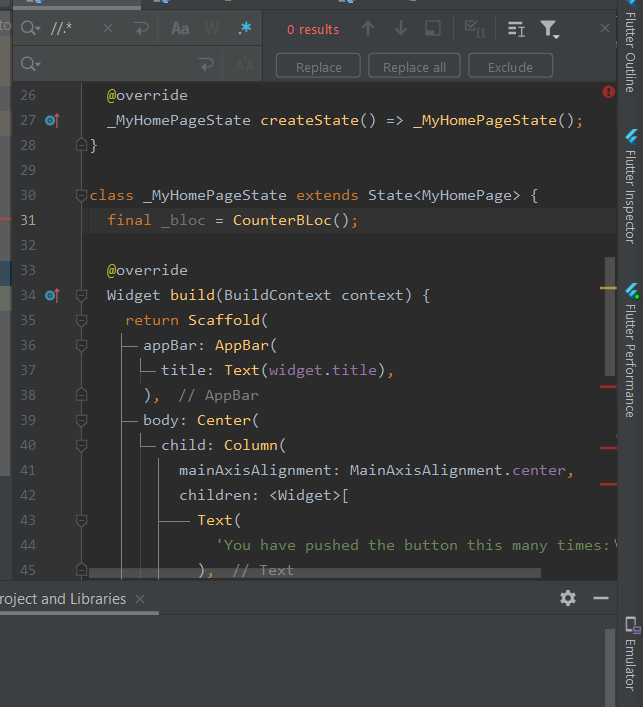 //.*
Aa
W
.*
0 results
Replace
Replace all
Exclude
26 @override
27 _MyHomePageState createState() => _MyHomePageState();
28 }
29
30 class _MyHomePageState extends State<MyHomePage> {
31 final _bloc = CounterBLoc();
32
33 @override
34 Widget build(BuildContext context) {
35 return Scaffold(
36 appBar: AppBar(
37 title: Text(widget.title),
38 ), // AppBar
39 body: Center(
40 child: Column(
41 mainAxisAlignment: MainAxisAlignment.center,
42 children: <Widget>[
43 Text(
44 'You have pushed the button this many times:'
45 ), // Text
roject and Libraries
Flutter Outline
Flutter Inspector
Flutter Performance
Emulator